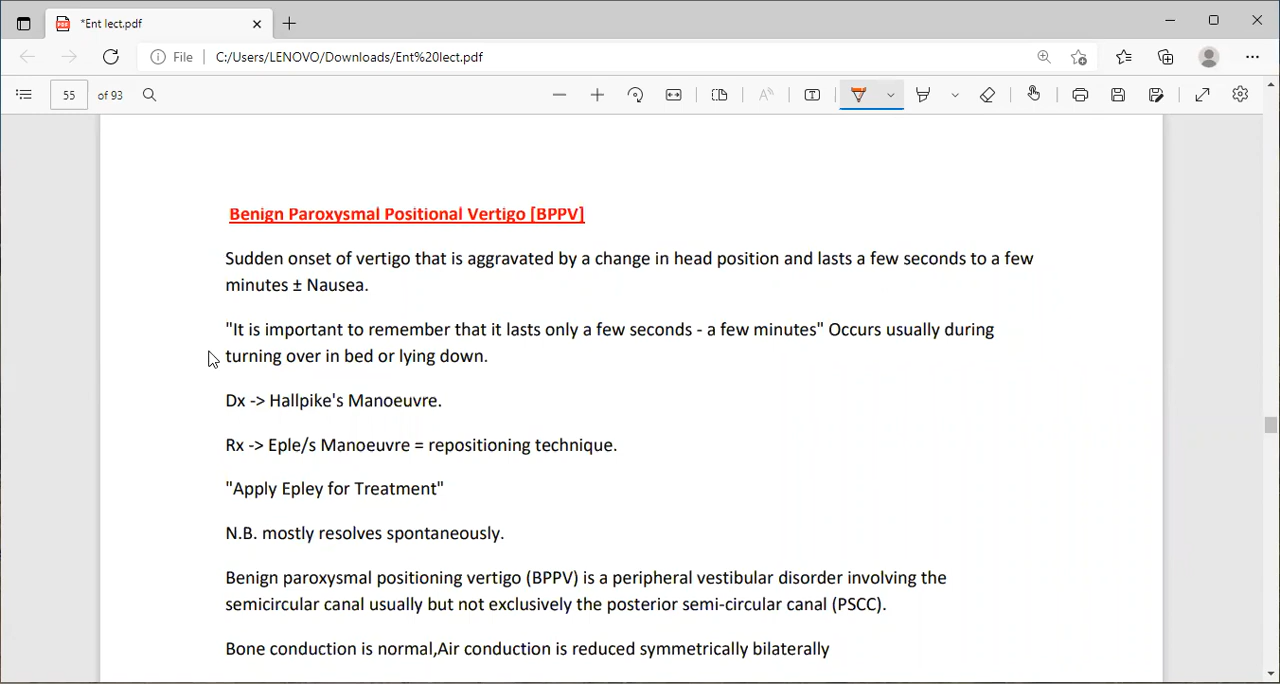 *Ent lect.pdf
File C:/Users/LENOVO/Downloads/Ent%20lect.pdf
55 of 93
Benign Paroxysmal Positional Vertigo [BPPV]
Sudden onset of vertigo that is aggravated by a change in head position and lasts a few seconds to a few
minutes ± Nausea.
"It is important to remember that it lasts only a few seconds - a few minutes" Occurs usually during
turning over in bed or lying down.
Dx -> Hallpike's Manoeuvre.
Rx -> Eple/s Manoeuvre = repositioning technique.
"Apply Epley for Treatment"
N.B. mostly resolves spontaneously.
Benign paroxysmal positioning vertigo (BPPV) is a peripheral vestibular disorder involving the
semicircular canal usually but not exclusively the posterior semi-circular canal (PSCC).
Bone conduction is normal,Air conduction is reduced symmetrically bilaterally